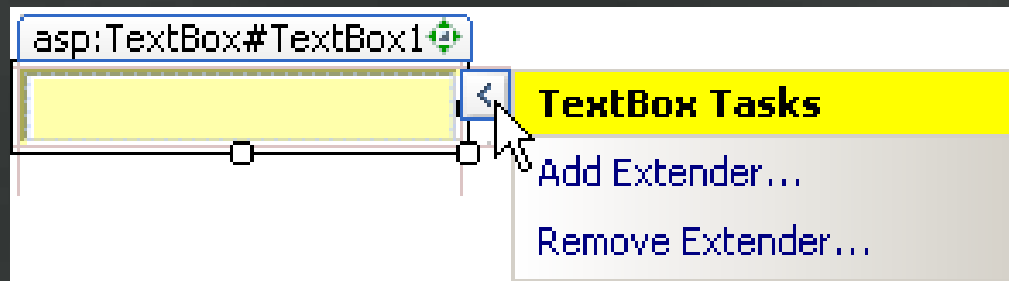 asp:TextBox#TextBox1
TextBox Tasks
Add Extender...
Remove Extender...